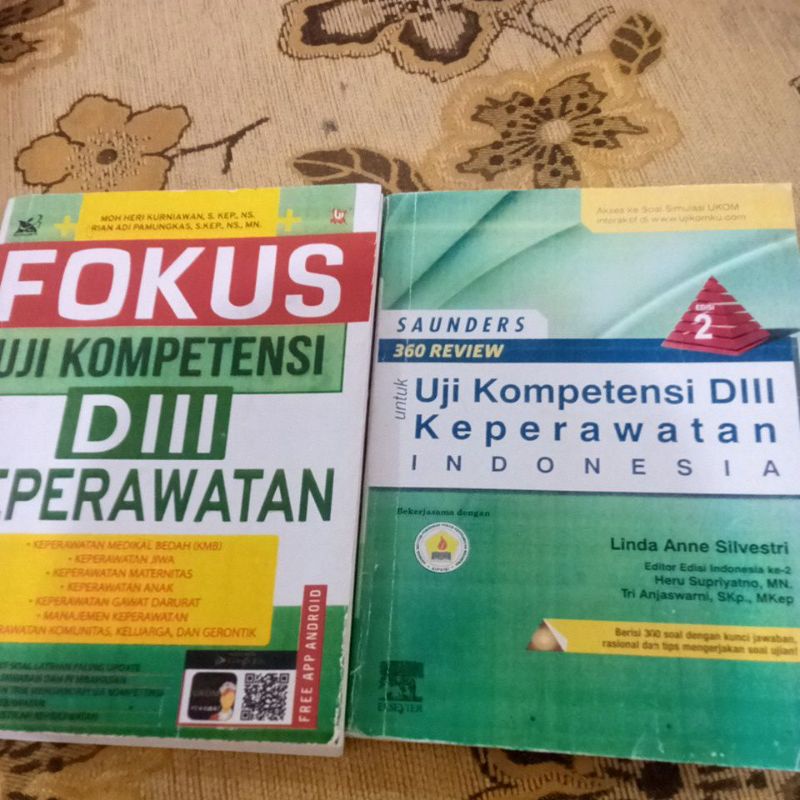 MOH HERI KURNIAWAN, S. KEP., NS.
RIAN ADI PAMUNGKAS, S.KEP., NS., MN.
FOKUS
UJI KOMPETENSI
DIII
EPERAWATAN
• KEPERAWATAN MEDIKAL BEDAH (KMB)
• KEPERAWATAN JIWA
• KEPERAWATAN MATERNITAS
• KEPERAWATAN ANAK
• KEPERAWATAN GAWAT DARURAT
• MANAJEMEN KEPERAWATAN
RAWATAN KOMUNITAS, KELUARGA, DAN GERONTIK
FREE APP ANDROID
Akses ke Soal Simulasi UKOM
interaktif di www.ujikomku.com
SAUNDERS
360 REVIEW
EDISI
2
untuk
Uji Kompetensi DIII
Keperawatan
INDONESIA
Bekerjasama dengan
Linda Anne Silvestri
Editor Edisi Indonesia ke-2
Heru Supriyatno, MN.
Tri Anjaswarni, SKp., MKep
Berisi 360 soal dengan kunci jawaban,
rasional dan tips mengerjakan soal ujian!
ELSEVIER